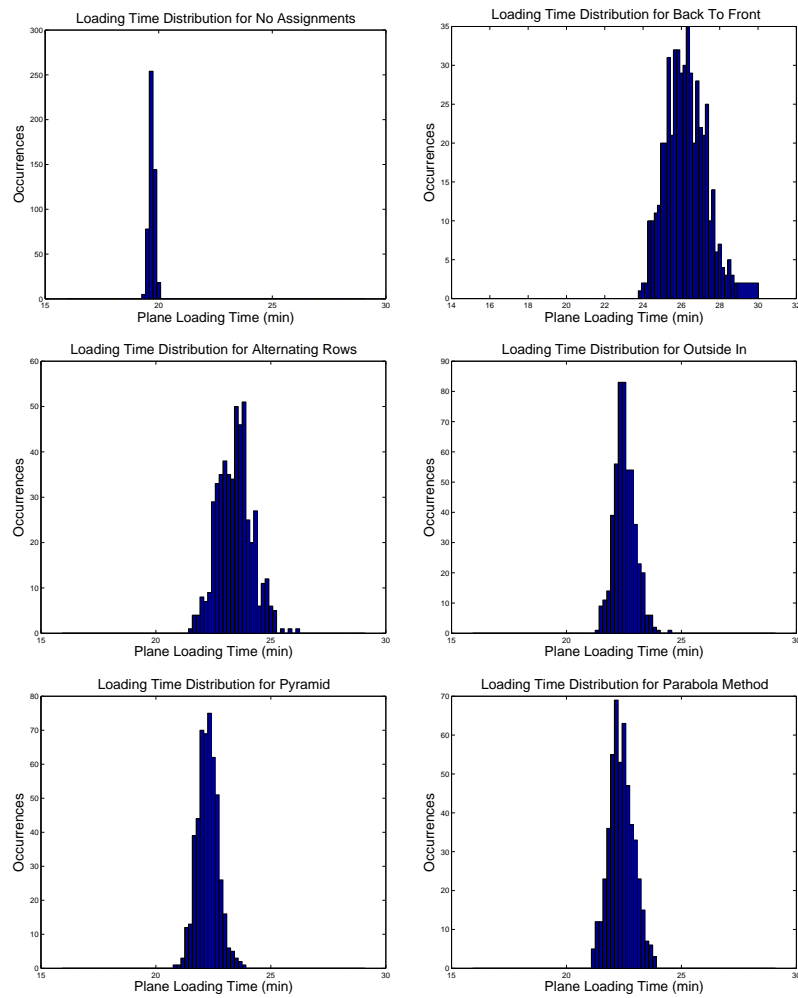 Loading Time Distribution for No Assignments
300
250
200
150
100
50
0
15 20 25 30
Occurrences
Plane Loading Time (min)
Loading Time Distribution for Back To Front
35
30
25
20
15
10
5
0
14 16 18 20 22 24 26 28 30 32
Occurrences
Plane Loading Time (min)
Loading Time Distribution for Alternating Rows
60
50
40
30
20
10
0
15 20 25 30
Occurrences
Plane Loading Time (min)
Loading Time Distribution for Outside In
90
80
70
60
50
40
30
20
10
0
15 20 25 30
Occurrences
Plane Loading Time (min)
Loading Time Distribution for Pyramid
80
70
60
50
40
30
20
10
0
15 20 25 30
Occurrences
Plane Loading Time (min)
Loading Time Distribution for Parabola Method
70
60
50
40
30
20
10
0
15 20 25 30
Occurrences
Plane Loading Time (min)